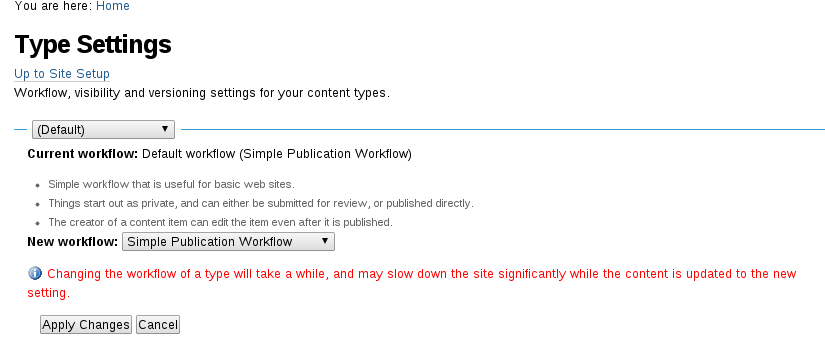 You are here: Home
Type Settings
Up to Site Setup
Workflow, visibility and versioning settings for your content types.
(Default)
Current workflow: Default workflow (Simple Publication Workflow)
Simple workflow that is useful for basic web sites.
Things start out as private, and can either be submitted for review, or published directly.
The creator of a content item can edit the item even after it is published.
New workflow: Simple Publication Workflow
Changing the workflow of a type will take a while, and may slow down the site significantly while the content is updated to the new
setting.
Apply Changes Cancel